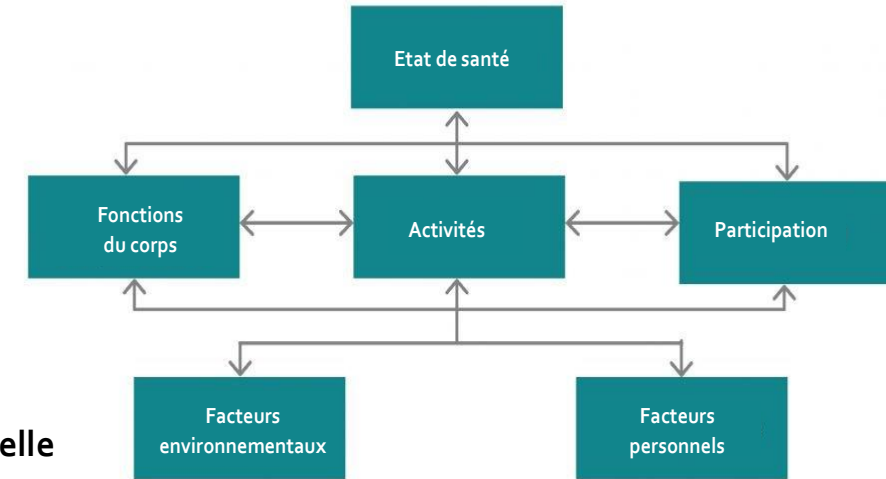 Etat de santé
Fonctions
du corps
Activités
Participation
Facteurs
environnementaux
Facteurs
personnels
elle